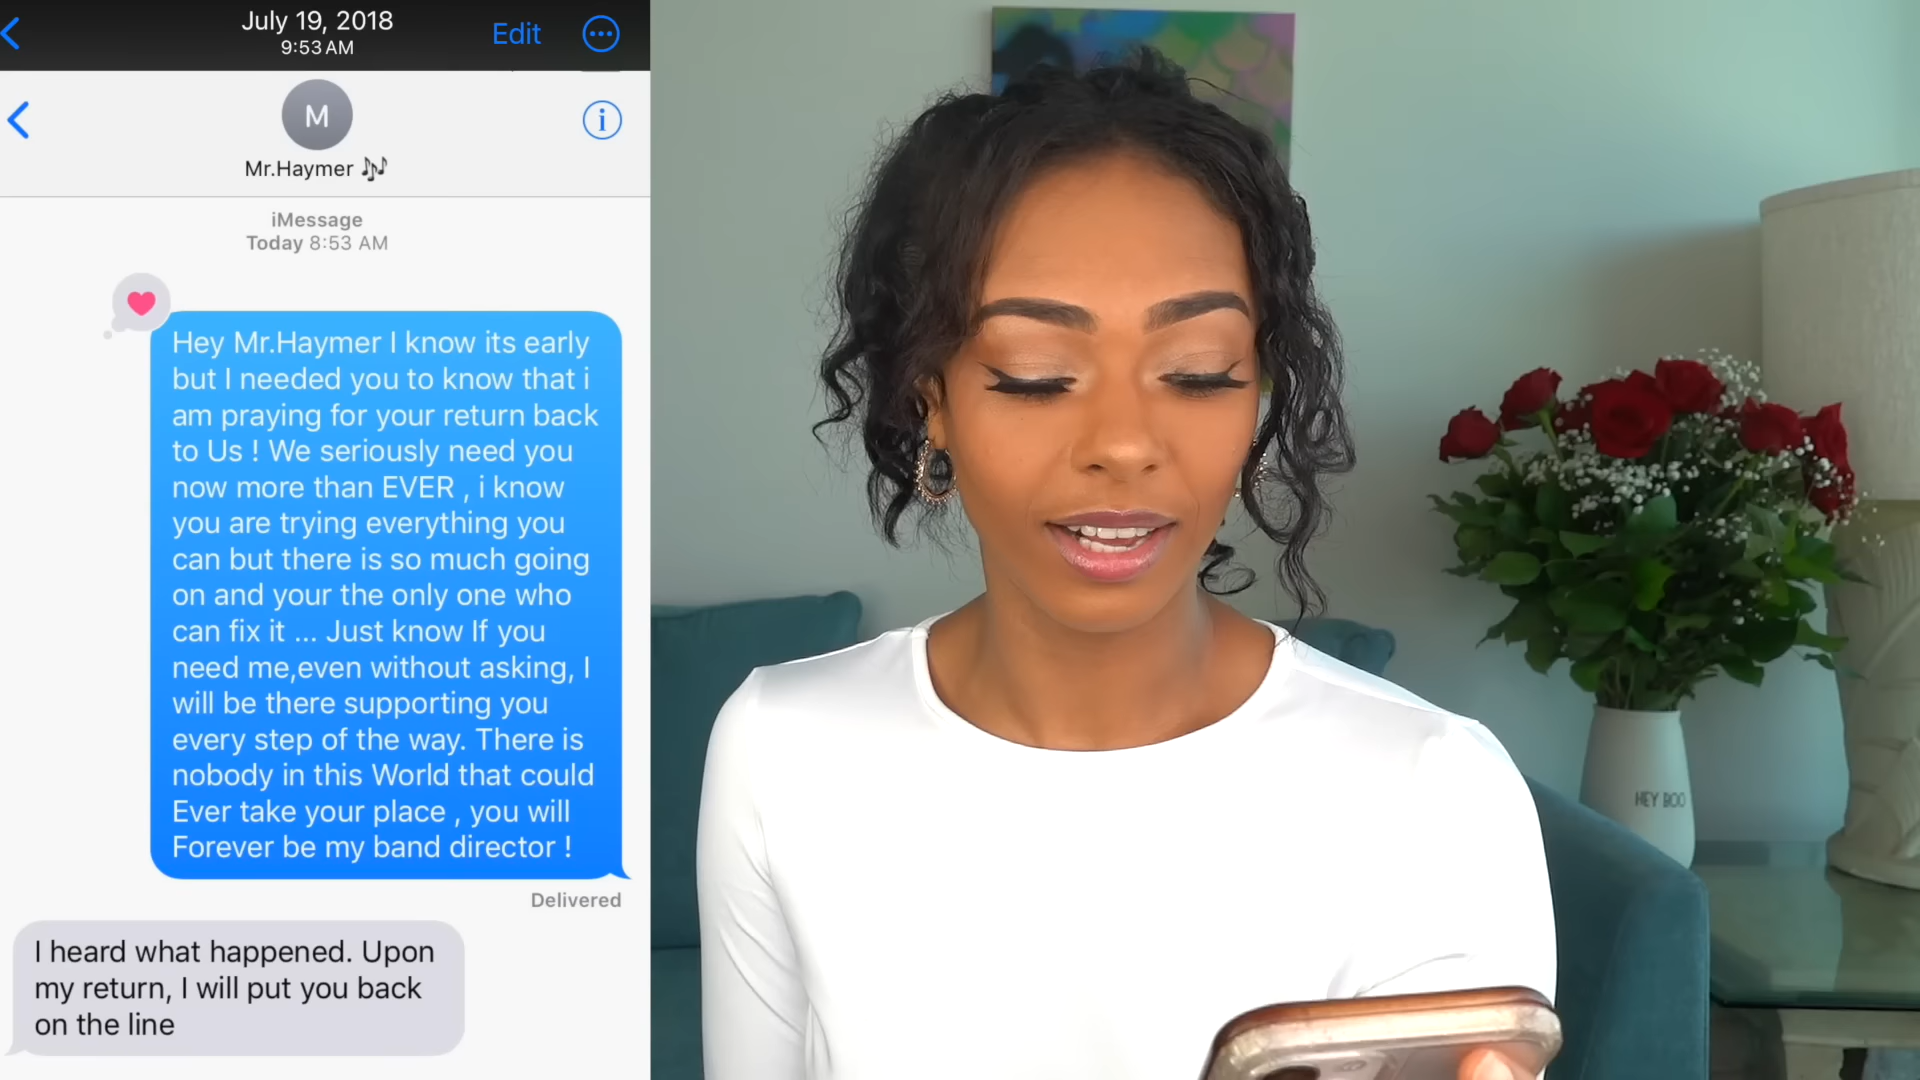 July 19, 2018
9:53 AM
Edit
M
Mr.Haymer 🎶
iMessage
Today 8:53 AM
Hey Mr.Haymer I know its early
but I needed you to know that i
am praying for your return back
to Us ! We seriously need you
now more than EVER , i know
you are trying everything you
can but there is so much going
on and your the only one who
can fix it ... Just know If you
need me,even without asking, I
will be there supporting you
every step of the way. There is
nobody in this World that could
Ever take your place , you will
Forever be my band director !
Delivered
I heard what happened. Upon
my return, I will put you back
on the line
HEY BOO